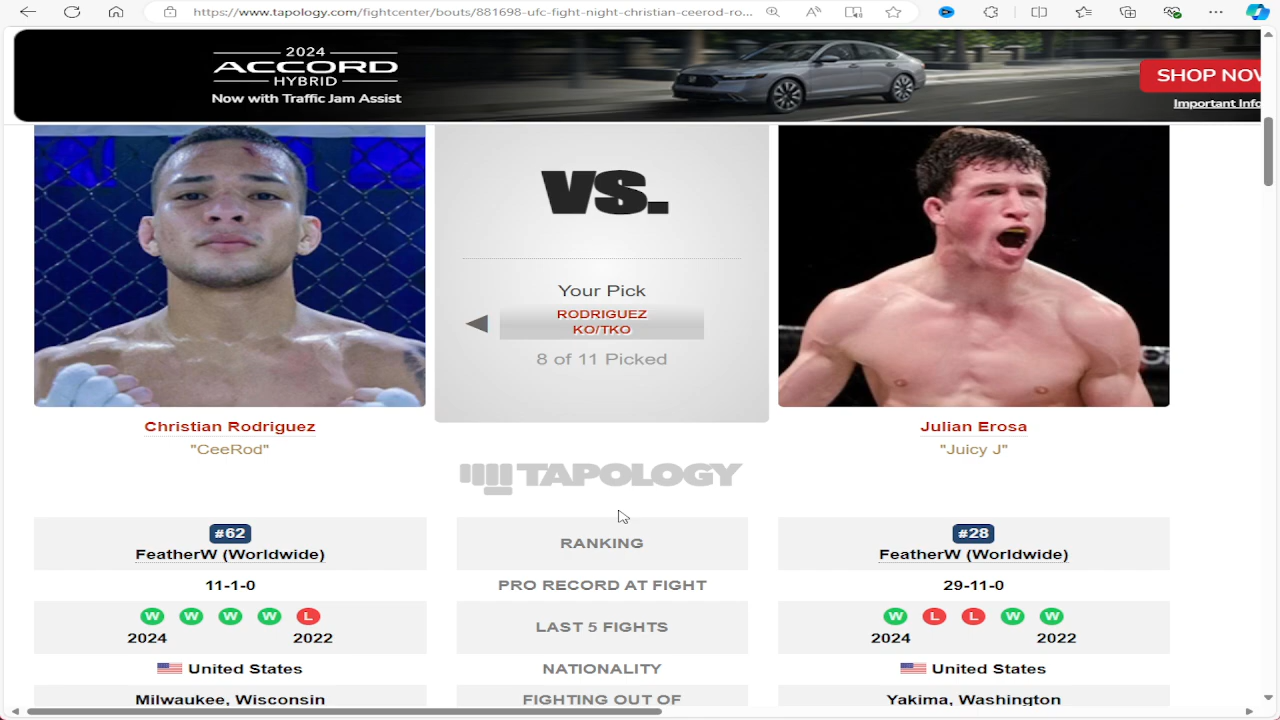 https://www.tapology.com/fightcenter/bouts/881698-ufc-fight-night-christian-ceerod-ro...
2024
ACCORD
HYBRID
Now with Traffic Jam Assist
SHOP NOW
Important Info
VS.
Your Pick
RODRIGUEZ
KO/TKO
8 of 11 Picked
Christian Rodriguez
"CeeRod"
Julian Erosa
"Juicy J"
TAPOLOGY
#62
FeatherW (Worldwide)
RANKING
#28
FeatherW (Worldwide)
11-1-0
PRO RECORD AT FIGHT
29-11-0
W W W W L
2024 2022
LAST 5 FIGHTS
W L L W W
2024 2022
United States
NATIONALITY
United States
Milwaukee, Wisconsin
FIGHTING OUT OF
Yakima, Washington